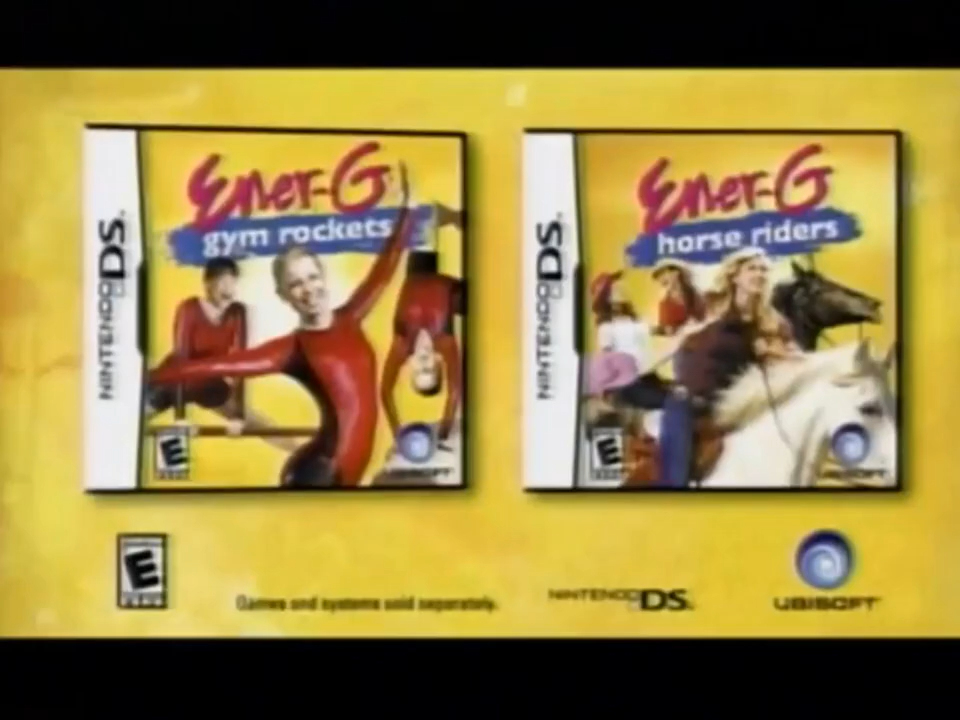 Ener-G
gym rockets
NINTENDO DS
E
UBISOFT
Ener-G
horse riders
NINTENDO DS
E
UBISOFT
E
Games and systems sold separately.
NINTENDO DS
UBISOFT